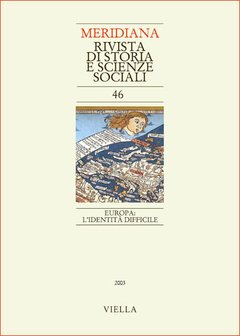 MERIDIANA
RIVISTA
DI STORIA
E SCIENZE
SOCIALI
46
EUROPA:
L'IDENTITÀ DIFFICILE
2003
VIELLA